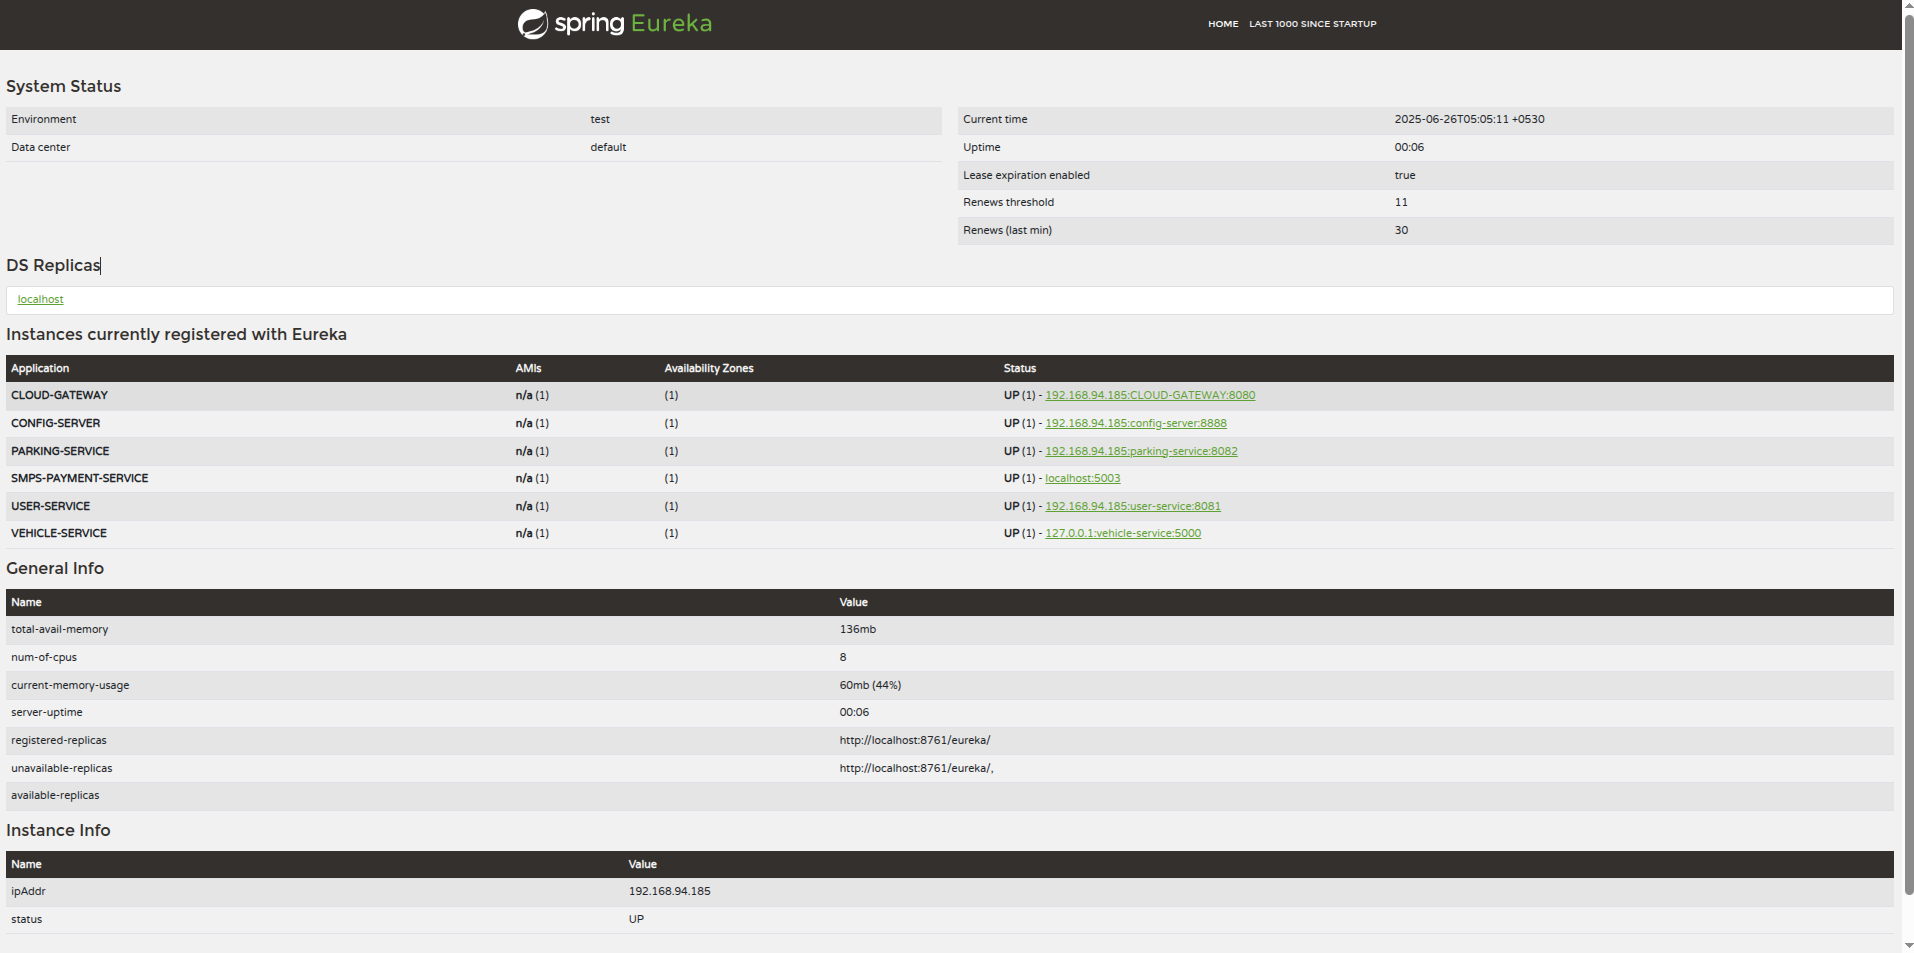 spring Eureka
HOME LAST 1000 SINCE STARTUP
System Status
Environment test
Data center default
Current time 2025-06-26T05:05:11 +0530
Uptime 00:06
Lease expiration enabled true
Renews threshold 11
Renews (last min) 30
DS Replicas
localhost
Instances currently registered with Eureka
Application AMIs Availability Zones Status
CLOUD-GATEWAY n/a (1) (1) UP (1) - 192.168.94.185:CLOUD-GATEWAY:8080
CONFIG-SERVER n/a (1) (1) UP (1) - 192.168.94.185:config-server:8888
PARKING-SERVICE n/a (1) (1) UP (1) - 192.168.94.185:parking-service:8082
SMPS-PAYMENT-SERVICE n/a (1) (1) UP (1) - localhost:5003
USER-SERVICE n/a (1) (1) UP (1) - 192.168.94.185:user-service:8081
VEHICLE-SERVICE n/a (1) (1) UP (1) - 127.0.0.1:vehicle-service:5000
General Info
Name Value
total-avail-memory 136mb
num-of-cpus 8
current-memory-usage 60mb (44%)
server-uptime 00:06
registered-replicas http://localhost:8761/eureka/
unavailable-replicas http://localhost:8761/eureka/,
available-replicas
Instance Info
Name Value
ipAddr 192.168.94.185
status UP